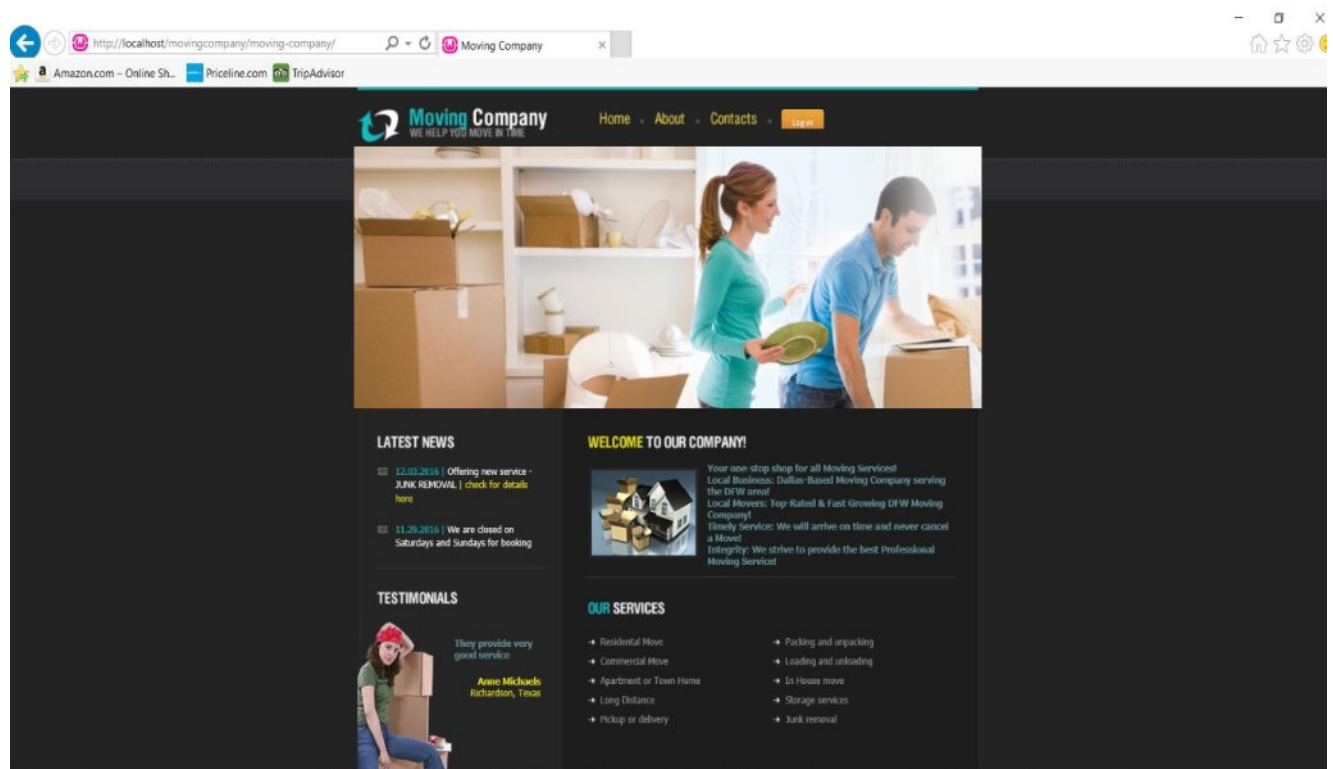 http://localhost/movingcompany/moving-company/
Moving Company
Amazon.com – Online Sh...
Priceline.com
TripAdvisor
Moving Company
WE HELP YOU MOVE IN TIME
Home
About
Contacts
Log in
LATEST NEWS
12.03.2016 | Offering new service -
JUNK REMOVAL | check for details
here
11.29.2016 | We are closed on
Saturdays and Sundays for booking
TESTIMONIALS
They provide very
good service
Anne Michaels
Richardson, Texas
WELCOME TO OUR COMPANY!
Your one-stop shop for all Moving Services!
Local Business: Dallas-Based Moving Company serving
the DFW area!
Local Movers: Top-Rated & Fast Growing DFW Moving
Company!
Timely Service: We will arrive on time and never cancel
a Move!
Integrity: We strive to provide the best Professional
Moving Service!
OUR SERVICES
Residental Move
Commercial Move
Apartment or Town Home
Long Distance
Pickup or delivery
Packing and unpacking
Loading and unloading
In House move
Storage services
Junk removal